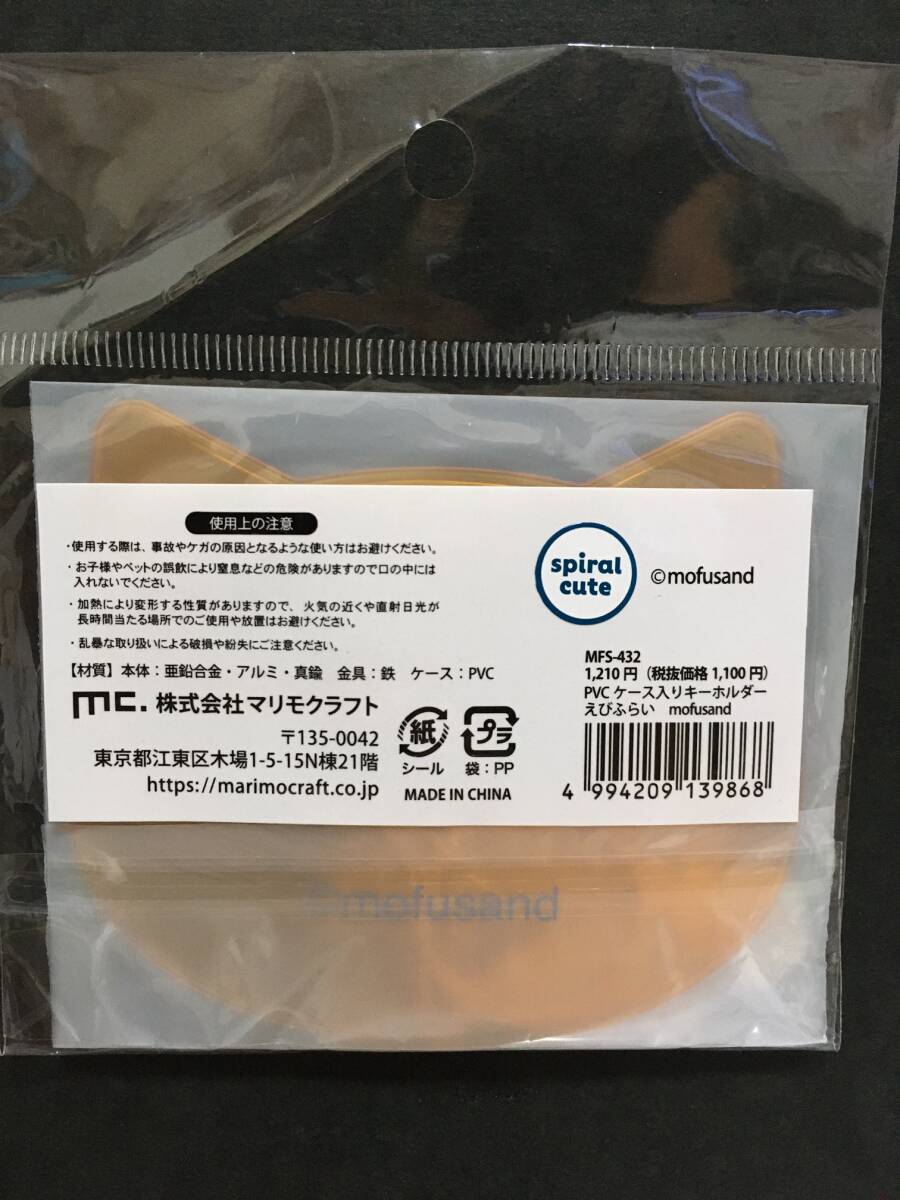 使用上の注意
・使用する際は、事故やケガの原因となるような使い方はお避けください。
・お子様やペットの誤飲により窒息などの危険がありますので口の中には
入れないでください。
・加熱により変形する性質がありますので、火気の近くや直射日光が
長時間当たる場所でのご使用や放置はお避けください。
・乱暴な取り扱いによる破損や紛失にご注意ください。
【材質】本体：亜鉛合金・アルミ・真鍮　金具：鉄　ケース：PVC
mc. 株式会社マリモクラフト
〒135-0042
東京都江東区木場1-5-15N棟21階
https://marimocraft.co.jp
紙
シール
プラ
袋：PP
MADE IN CHINA
spiral
cute
©mofusand
MFS-432
1,210円（税抜価格 1,100円）
PVCケース入りキーホルダー
えびふらい　mofusand
4 994209 139868
©mofusand